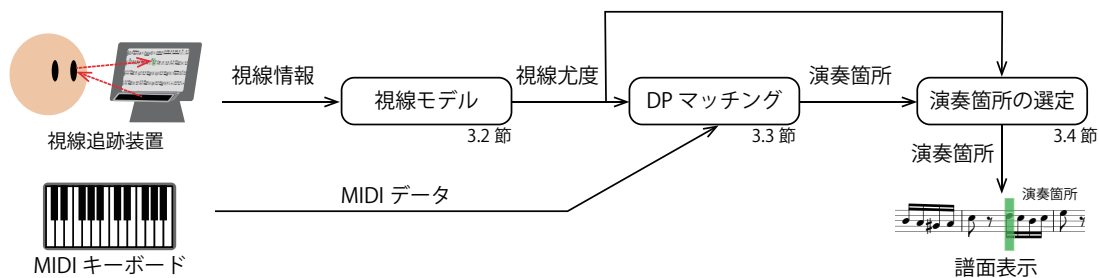 視線追跡装置
MIDI キーボード
視線情報
視線モデル
3.2 節
視線尤度
MIDI データ
DP マッチング
3.3 節
演奏箇所
演奏箇所の選定
3.4 節
演奏箇所
演奏箇所
譜面表示